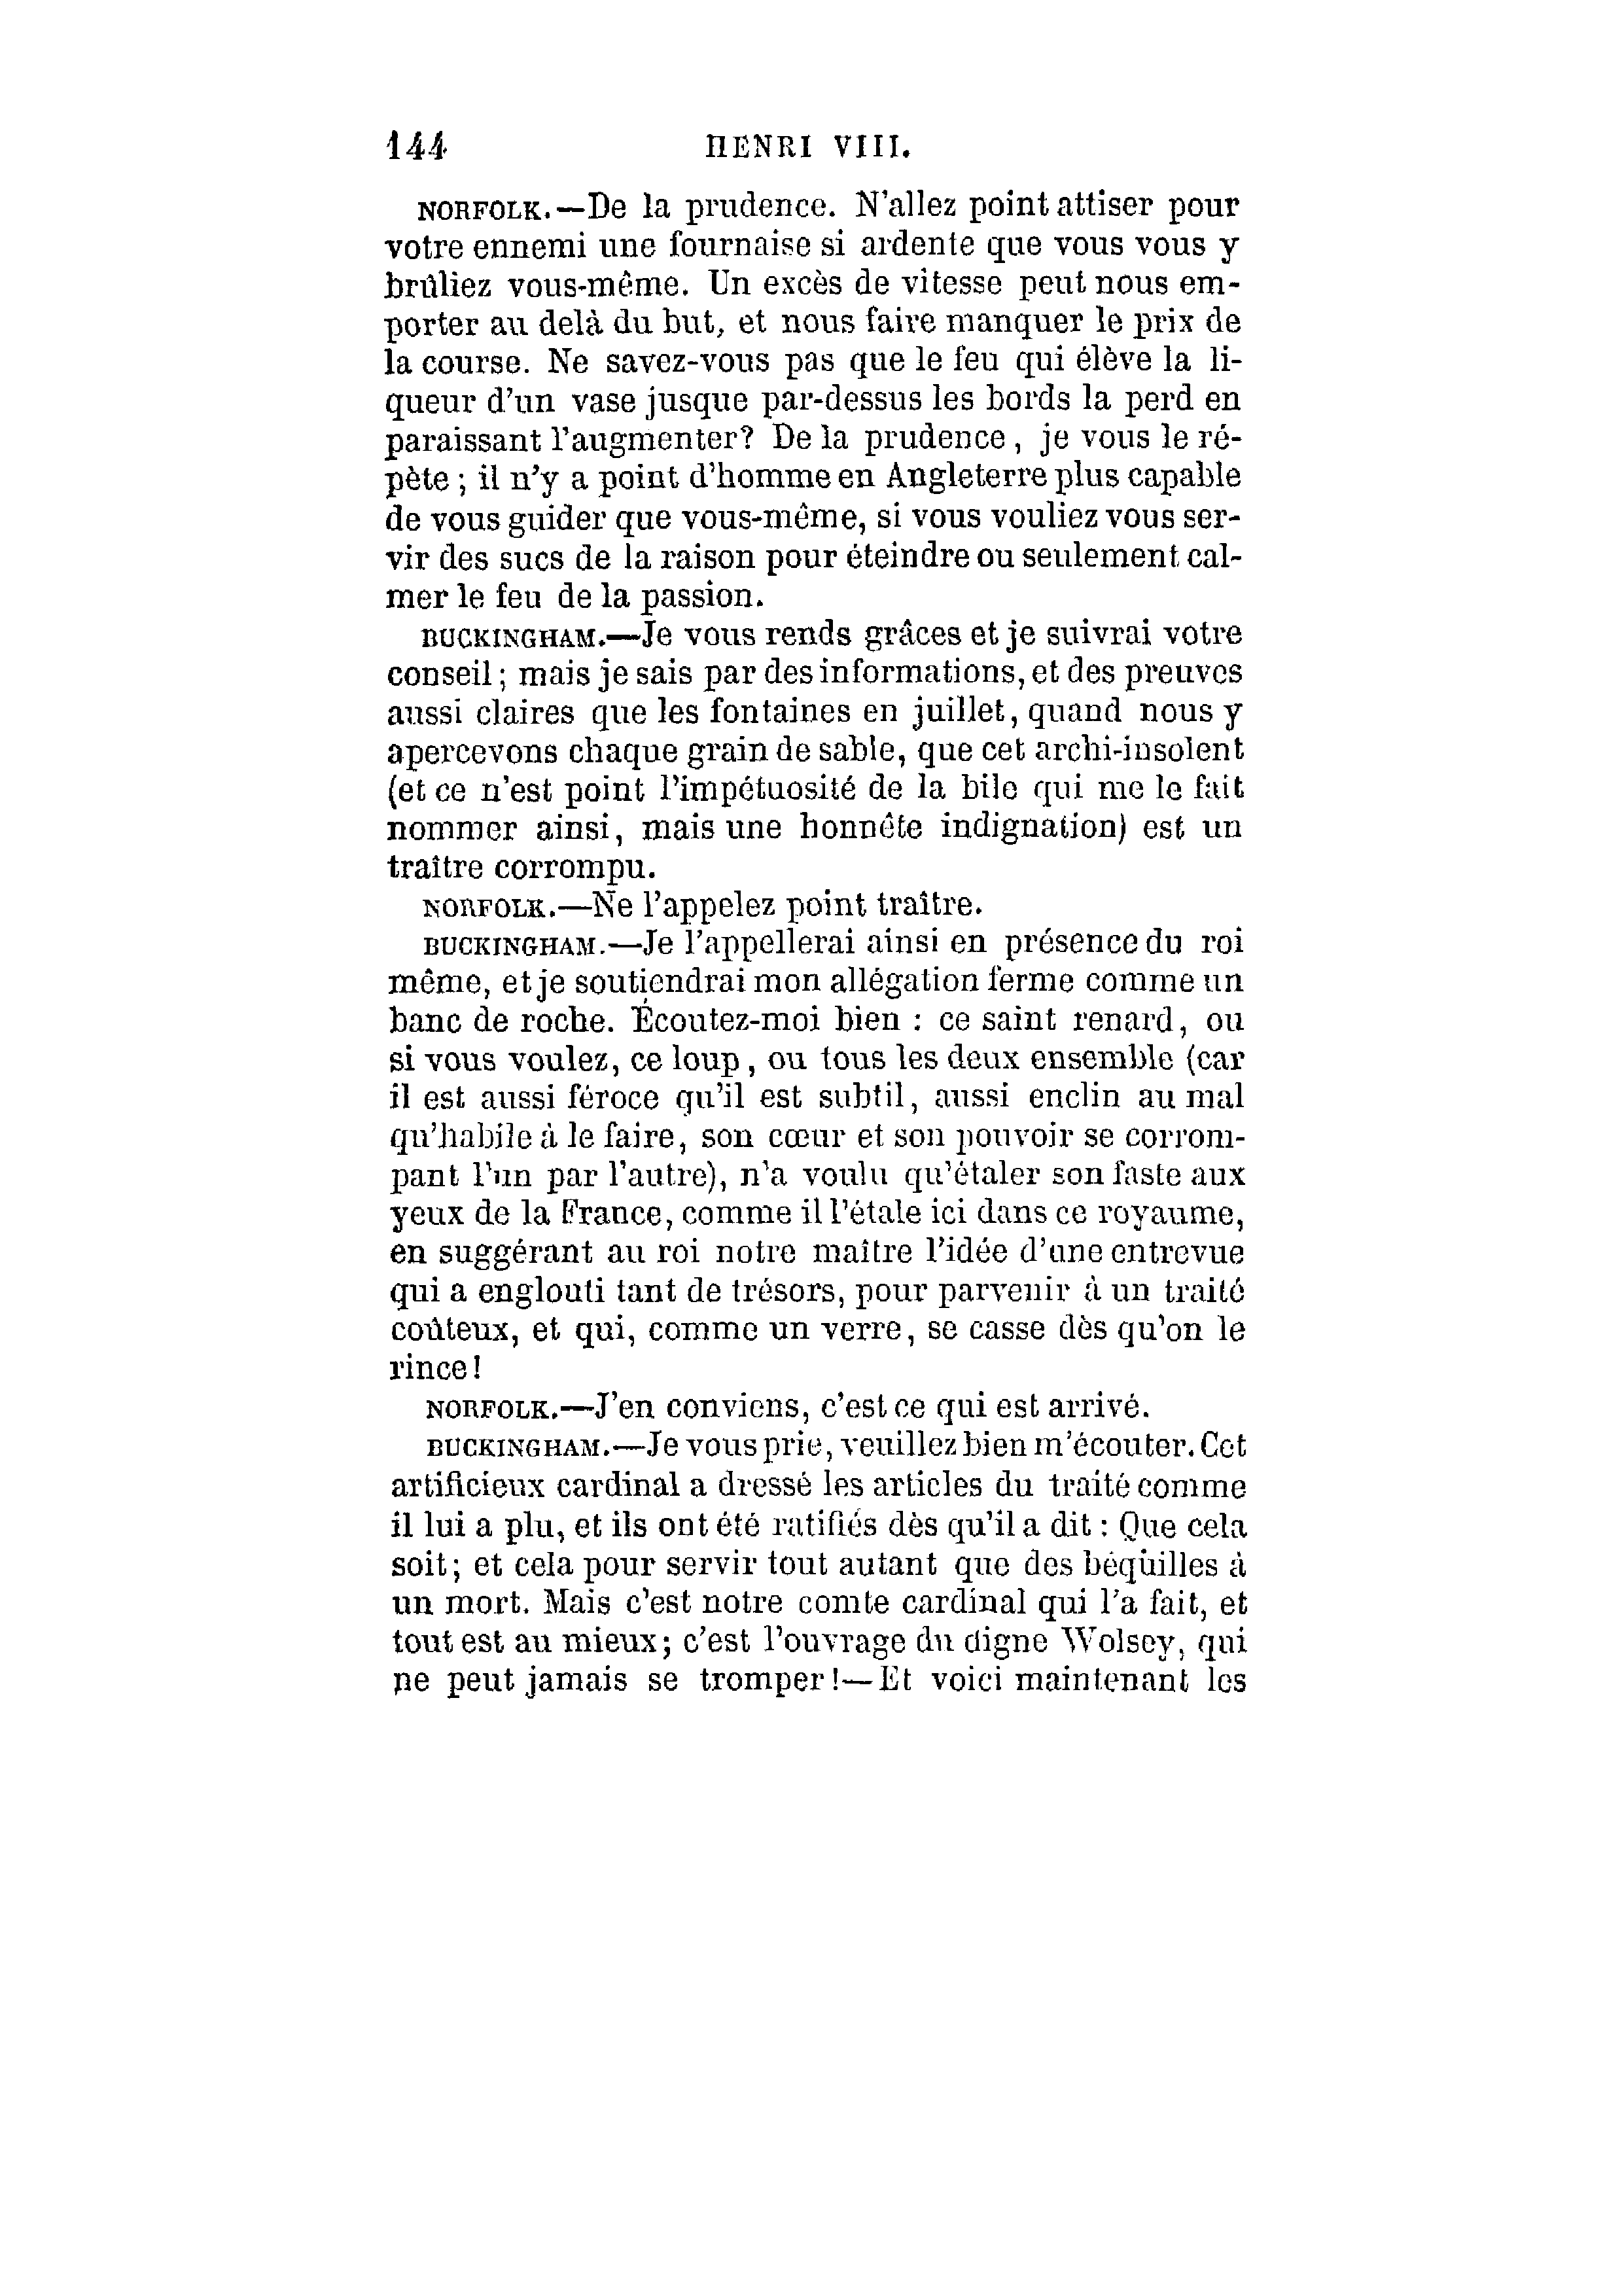 144 HENRI VIII.
NORFOLK.—De la prudence. N'allez point attiser pour
votre ennemi une fournaise si ardente que vous vous y
brûliez vous-même. Un excès de vitesse peut nous em-
porter au delà du but, et nous faire manquer le prix de
la course. Ne savez-vous pas que le feu qui élève la li-
queur d'un vase jusque par-dessus les bords la perd en
paraissant l'augmenter? De la prudence, je vous le ré-
pète; il n'y a point d'homme en Angleterre plus capable
de vous guider que vous-même, si vous vouliez vous ser-
vir des sucs de la raison pour éteindre ou seulement cal-
mer le feu de la passion.
BUCKINGHAM.—Je vous rends grâces et je suivrai votre
conseil; mais je sais par des informations, et des preuves
aussi claires que les fontaines en juillet, quand nous y
apercevons chaque grain de sable, que cet archi-insolent
(et ce n'est point l'impétuosité de la bile qui me le fait
nommer ainsi, mais une honnête indignation) est un
traître corrompu.
NORFOLK.—Ne l'appelez point traître.
BUCKINGHAM.—Je l'appellerai ainsi en présence du roi
même, et je soutiendrai mon allégation ferme comme un
banc de roche. Écoutez-moi bien : ce saint renard, ou
si vous voulez, ce loup, ou tous les deux ensemble (car
il est aussi féroce qu'il est subtil, aussi enclin au mal
qu'habile à le faire, son cœur et son pouvoir se corrom-
pant l'un par l'autre), n'a voulu qu'étaler son faste aux
yeux de la France, comme il l'étale ici dans ce royaume,
en suggérant au roi notre maître l'idée d'une entrevue
qui a englouti tant de trésors, pour parvenir à un traité
coûteux, et qui, comme un verre, se casse dès qu'on le
rince!
NORFOLK.—J'en conviens, c'est ce qui est arrivé.
BUCKINGHAM.—Je vous prie, veuillez bien m'écouter. Cet
artificieux cardinal a dressé les articles du traité comme
il lui a plu, et ils ont été ratifiés dès qu'il a dit : Que cela
soit; et cela pour servir tout autant que des béquilles à
un mort. Mais c'est notre comte cardinal qui l'a fait, et
tout est au mieux; c'est l'ouvrage du digne Wolsey, qui
ne peut jamais se tromper!—Et voici maintenant les